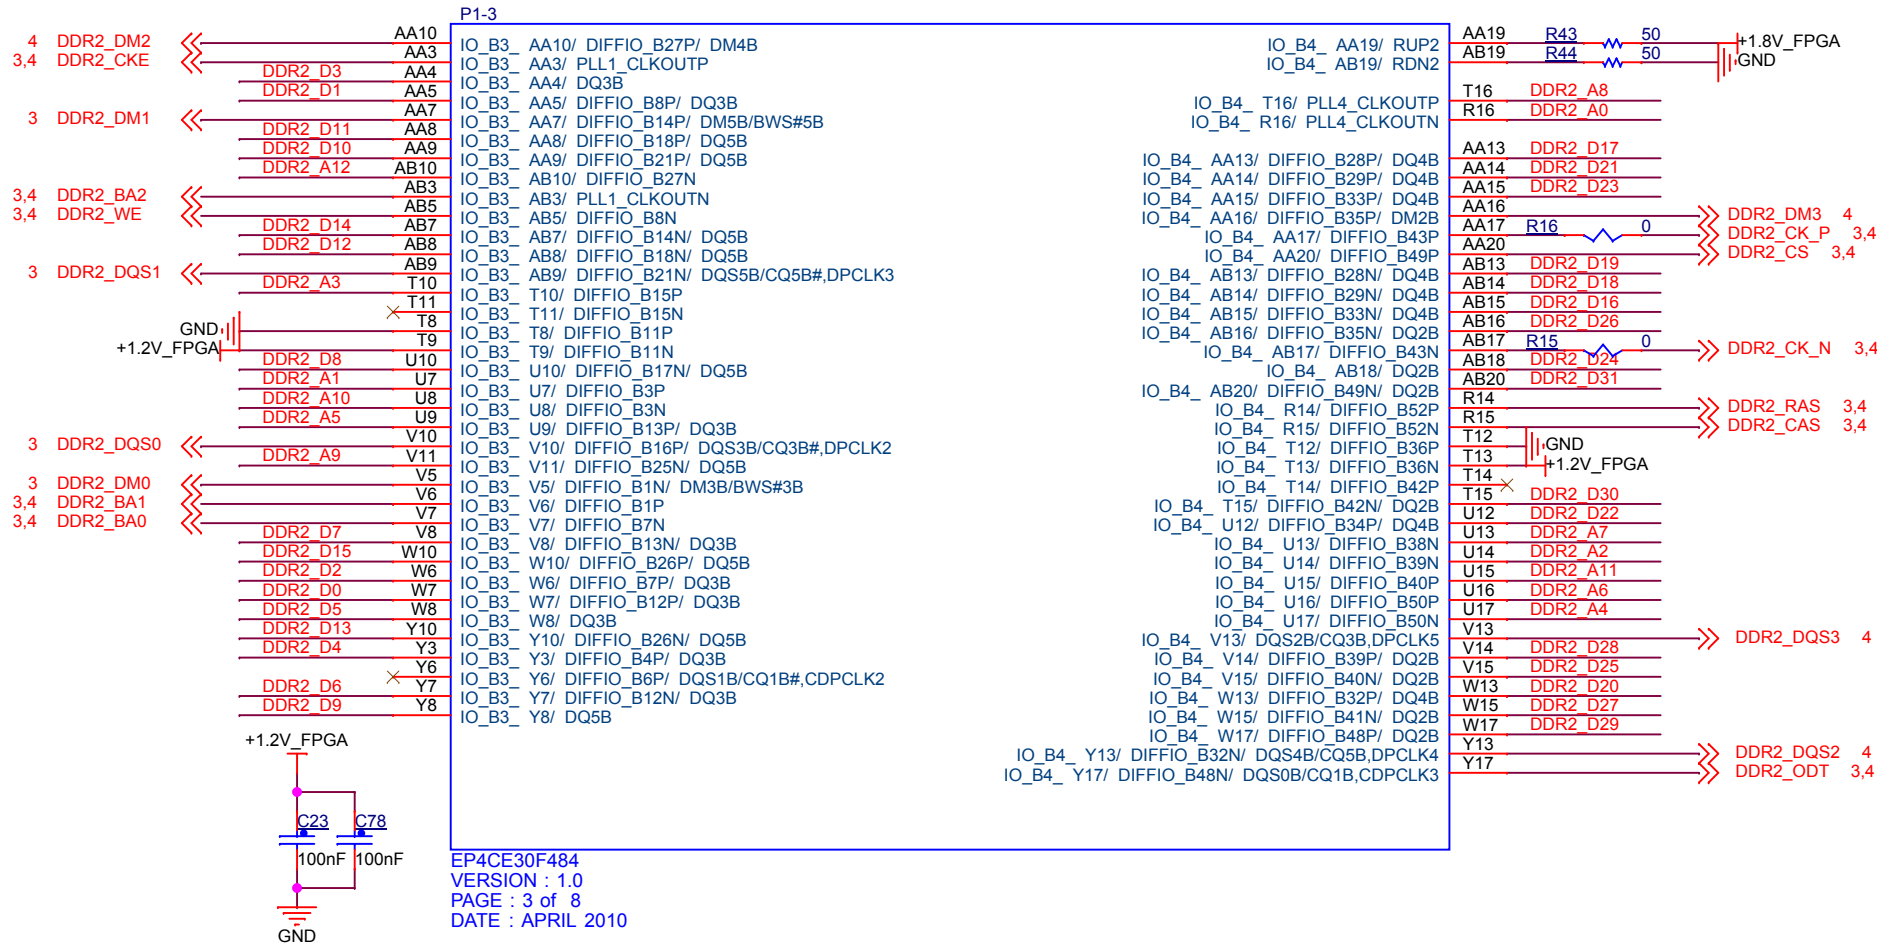 P1-3
4 DDR2_DM2 AA10 IO_B3_ AA10/ DIFFIO_B27P/ DM4B
3,4 DDR2_CKE AA3 IO_B3_ AA3/ PLL1_CLKOUTP
DDR2_D3 AA4 IO_B3_ AA4/ DQ3B
DDR2_D1 AA5 IO_B3_ AA5/ DIFFIO_B8P/ DQ3B
3 DDR2_DM1 AA7 IO_B3_ AA7/ DIFFIO_B14P/ DM5B/BWS#5B
DDR2_D11 AA8 IO_B3_ AA8/ DIFFIO_B18P/ DQ5B
DDR2_D10 AA9 IO_B3_ AA9/ DIFFIO_B21P/ DQ5B
DDR2_A12 AB10 IO_B3_ AB10/ DIFFIO_B27N
3,4 DDR2_BA2 AB3 IO_B3_ AB3/ PLL1_CLKOUTN
3,4 DDR2_WE AB5 IO_B3_ AB5/ DIFFIO_B8N
DDR2_D14 AB7 IO_B3_ AB7/ DIFFIO_B14N/ DQ5B
DDR2_D12 AB8 IO_B3_ AB8/ DIFFIO_B18N/ DQ5B
3 DDR2_DQS1 AB9 IO_B3_ AB9/ DIFFIO_B21N/ DQS5B/CQ5B#,DPCLK3
DDR2_A3 T10 IO_B3_ T10/ DIFFIO_B15P
T11 IO_B3_ T11/ DIFFIO_B15N
GND T8 IO_B3_ T8/ DIFFIO_B11P
+1.2V_FPGA T9 IO_B3_ T9/ DIFFIO_B11N
DDR2_D8 U10 IO_B3_ U10/ DIFFIO_B17N/ DQ5B
DDR2_A1 U7 IO_B3_ U7/ DIFFIO_B3P
DDR2_A10 U8 IO_B3_ U8/ DIFFIO_B3N
DDR2_A5 U9 IO_B3_ U9/ DIFFIO_B13P/ DQ3B
3 DDR2_DQS0 V10 IO_B3_ V10/ DIFFIO_B16P/ DQS3B/CQ3B#,DPCLK2
DDR2_A9 V11 IO_B3_ V11/ DIFFIO_B25N/ DQ5B
3 DDR2_DM0 V5 IO_B3_ V5/ DIFFIO_B1N/ DM3B/BWS#3B
3,4 DDR2_BA1 V6 IO_B3_ V6/ DIFFIO_B1P
3,4 DDR2_BA0 V7 IO_B3_ V7/ DIFFIO_B7N
DDR2_D7 V8 IO_B3_ V8/ DIFFIO_B13N/ DQ3B
DDR2_D15 W10 IO_B3_ W10/ DIFFIO_B26P/ DQ5B
DDR2_D2 W6 IO_B3_ W6/ DIFFIO_B7P/ DQ3B
DDR2_D0 W7 IO_B3_ W7/ DIFFIO_B12P/ DQ3B
DDR2_D5 W8 IO_B3_ W8/ DQ3B
DDR2_D13 Y10 IO_B3_ Y10/ DIFFIO_B26N/ DQ5B
DDR2_D4 Y3 IO_B3_ Y3/ DIFFIO_B4P/ DQ3B
Y6 IO_B3_ Y6/ DIFFIO_B6P/ DQS1B/CQ1B#,CDPCLK2
DDR2_D6 Y7 IO_B3_ Y7/ DIFFIO_B12N/ DQ3B
DDR2_D9 Y8 IO_B3_ Y8/ DQ5B
IO_B4_ AA19/ RUP2 AA19 R43 50 +1.8V_FPGA
IO_B4_ AB19/ RDN2 AB19 R44 50 GND
IO_B4_ T16/ PLL4_CLKOUTP T16 DDR2_A8
IO_B4_ R16/ PLL4_CLKOUTN R16 DDR2_A0
IO_B4_ AA13/ DIFFIO_B28P/ DQ4B AA13 DDR2_D17
IO_B4_ AA14/ DIFFIO_B29P/ DQ4B AA14 DDR2_D21
IO_B4_ AA15/ DIFFIO_B33P/ DQ4B AA15 DDR2_D23
IO_B4_ AA16/ DIFFIO_B35P/ DM2B AA16 DDR2_DM3 4
IO_B4_ AA17/ DIFFIO_B43P AA17 R16 0 DDR2_CK_P 3,4
IO_B4_ AA20/ DIFFIO_B49P AA20 DDR2_CS 3,4
IO_B4_ AB13/ DIFFIO_B28N/ DQ4B AB13 DDR2_D19
IO_B4_ AB14/ DIFFIO_B29N/ DQ4B AB14 DDR2_D18
IO_B4_ AB15/ DIFFIO_B33N/ DQ4B AB15 DDR2_D16
IO_B4_ AB16/ DIFFIO_B35N/ DQ2B AB16 DDR2_D26
IO_B4_ AB17/ DIFFIO_B43N AB17 R15 0 DDR2_CK_N 3,4
IO_B4_ AB18/ DQ2B AB18 DDR2_D24
IO_B4_ AB20/ DIFFIO_B49N/ DQ2B AB20 DDR2_D31
IO_B4_ R14/ DIFFIO_B52P R14 DDR2_RAS 3,4
IO_B4_ R15/ DIFFIO_B52N R15 DDR2_CAS 3,4
IO_B4_ T12/ DIFFIO_B36P T12 GND
IO_B4_ T13/ DIFFIO_B36N T13 +1.2V_FPGA
IO_B4_ T14/ DIFFIO_B42P T14
IO_B4_ T15/ DIFFIO_B42N/ DQ2B T15 DDR2_D30
IO_B4_ U12/ DIFFIO_B34P/ DQ4B U12 DDR2_D22
IO_B4_ U13/ DIFFIO_B38N U13 DDR2_A7
IO_B4_ U14/ DIFFIO_B39N U14 DDR2_A2
IO_B4_ U15/ DIFFIO_B40P U15 DDR2_A11
IO_B4_ U16/ DIFFIO_B50P U16 DDR2_A6
IO_B4_ U17/ DIFFIO_B50N U17 DDR2_A4
IO_B4_ V13/ DQS2B/CQ3B,DPCLK5 V13 DDR2_DQS3 4
IO_B4_ V14/ DIFFIO_B39P/ DQ2B V14 DDR2_D28
IO_B4_ V15/ DIFFIO_B40N/ DQ2B V15 DDR2_D25
IO_B4_ W13/ DIFFIO_B32P/ DQ4B W13 DDR2_D20
IO_B4_ W15/ DIFFIO_B41N/ DQ2B W15 DDR2_D27
IO_B4_ W17/ DIFFIO_B48P/ DQ2B W17 DDR2_D29
IO_B4_ Y13/ DIFFIO_B32N/ DQS4B/CQ5B,DPCLK4 Y13 DDR2_DQS2 4
IO_B4_ Y17/ DIFFIO_B48N/ DQS0B/CQ1B,CDPCLK3 Y17 DDR2_ODT 3,4
+1.2V_FPGA
C23 C78
100nF 100nF
GND
EP4CE30F484
VERSION : 1.0
PAGE : 3 of 8
DATE : APRIL 2010